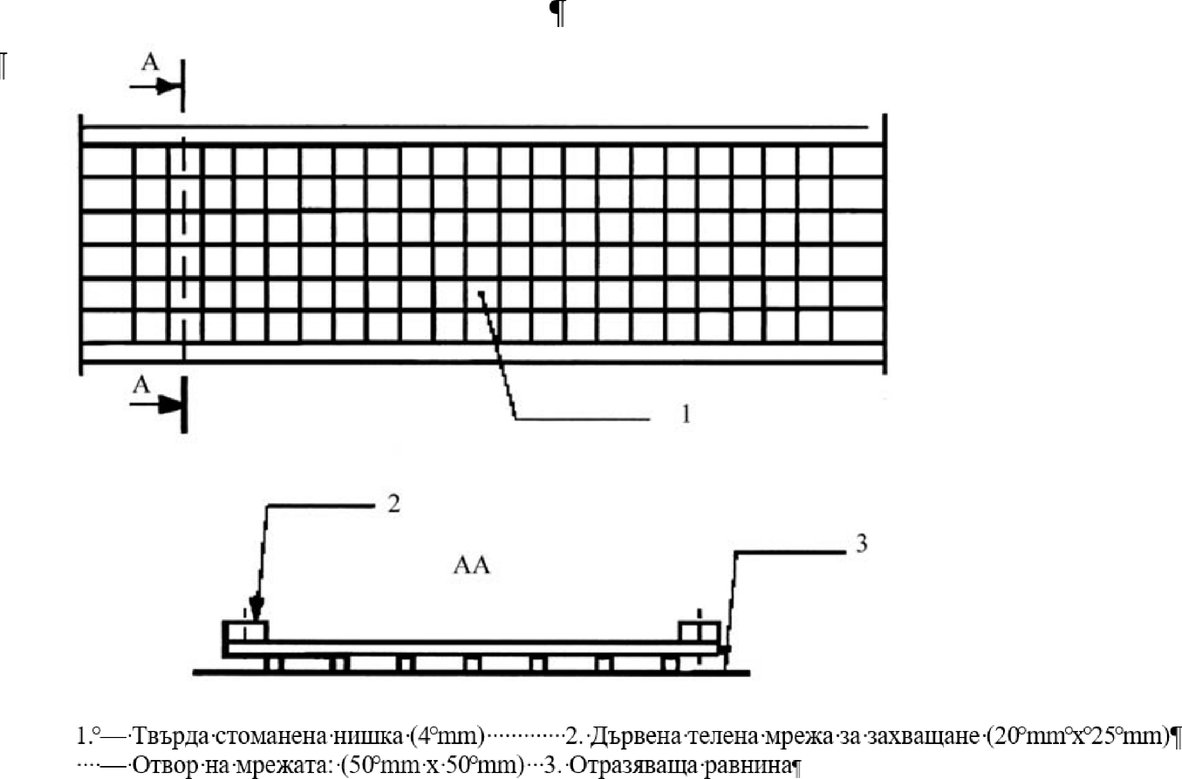 ¶
¶
A
A
1
2
3
AA
1.°— Твърда стоманена нишка (4°mm)·············2. Дървена телена мрежа за захващане (20°mm°x°25°mm)¶
····— Отвор на мрежата: (50°mm x 50°mm)···3. Отразяваща равнина¶